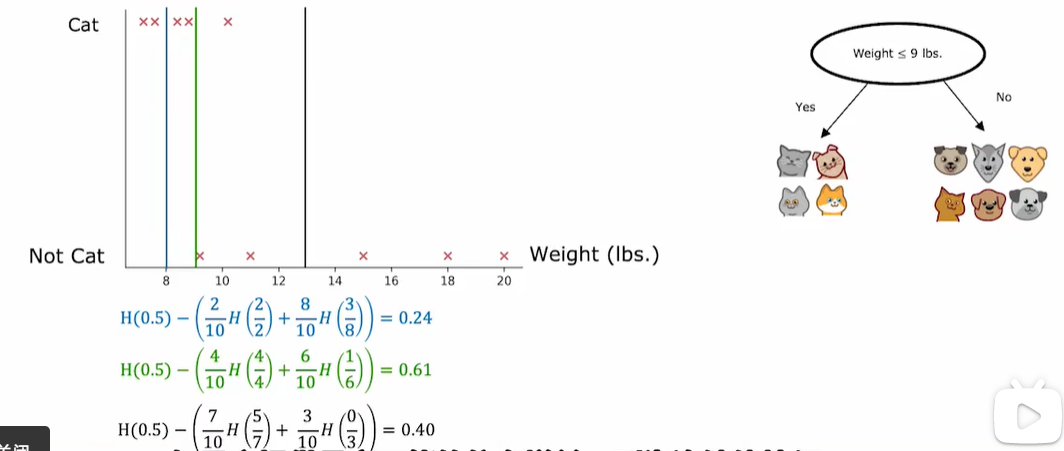 Cat
Not Cat
8 10 12 14 16 18 20
Weight (lbs.)
Weight ≤ 9 lbs.
Yes
No
H(0.5) − (2/10 H(2/2) + 8/10 H(3/8)) = 0.24
H(0.5) − (4/10 H(4/4) + 6/10 H(1/6)) = 0.61
H(0.5) − (7/10 H(5/7) + 3/10 H(0/3)) = 0.40